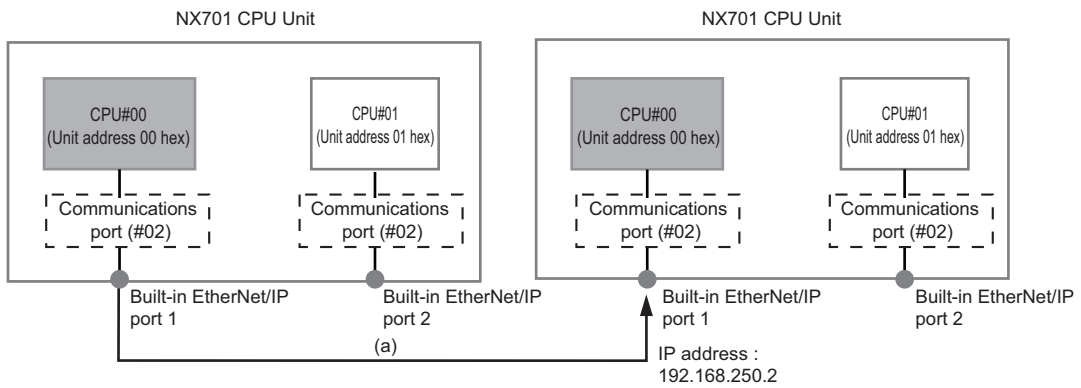 NX701 CPU Unit
NX701 CPU Unit
CPU#00
(Unit address 00 hex)
CPU#01
(Unit address 01 hex)
CPU#00
(Unit address 00 hex)
CPU#01
(Unit address 01 hex)
Communications
port (#02)
Communications
port (#02)
Communications
port (#02)
Communications
port (#02)
Built-in EtherNet/IP
port 1
Built-in EtherNet/IP
port 2
Built-in EtherNet/IP
port 1
Built-in EtherNet/IP
port 2
(a)
IP address :
192.168.250.2